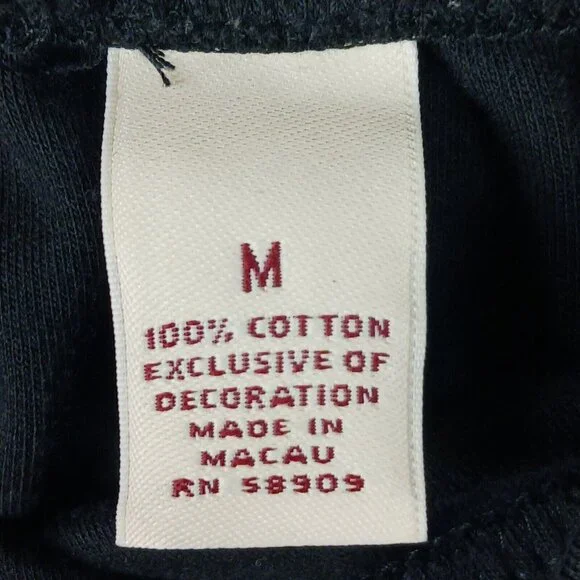 M
100% COTTON
EXCLUSIVE OF
DECORATION
MADE IN
MACAU
RN 58909